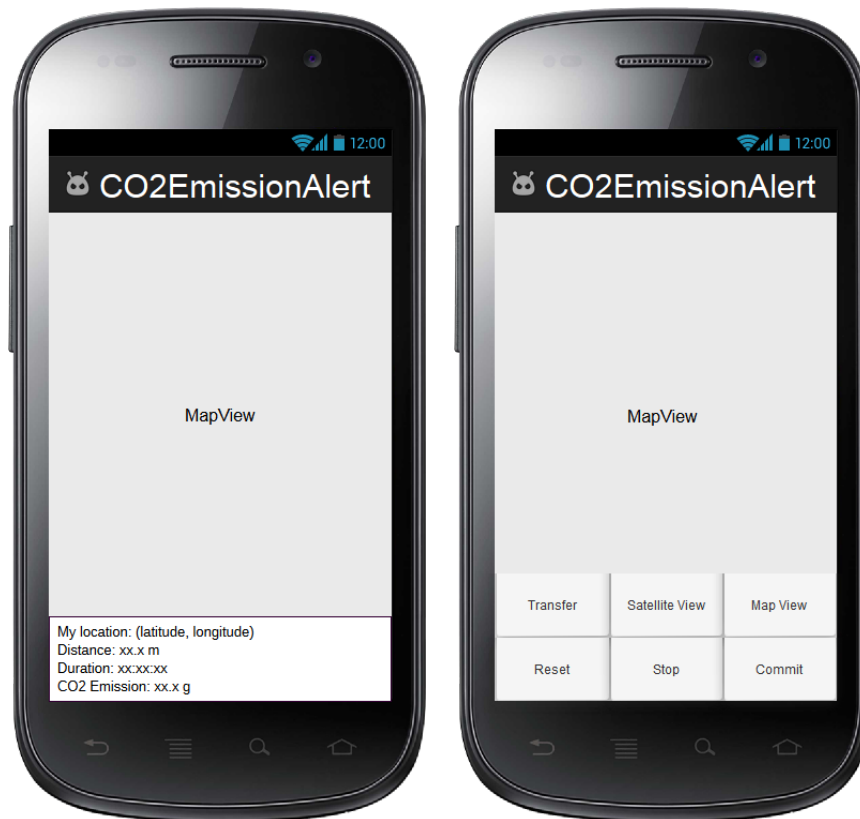 12:00
CO2EmissionAlert
MapView
My location: (latitude, longitude)
Distance: xx.x m
Duration: xx:xx:xx
CO2 Emission: xx.x g
12:00
CO2EmissionAlert
MapView
Transfer
Satellite View
Map View
Reset
Stop
Commit